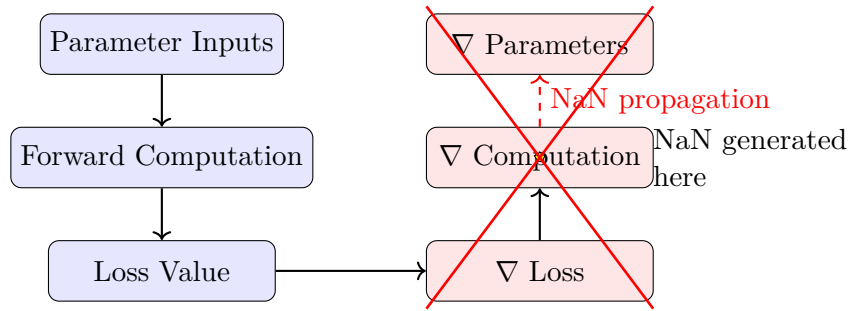 Parameter Inputs
∇ Parameters
NaN propagation
Forward Computation
∇ Computation
NaN generated
here
Loss Value
∇ Loss